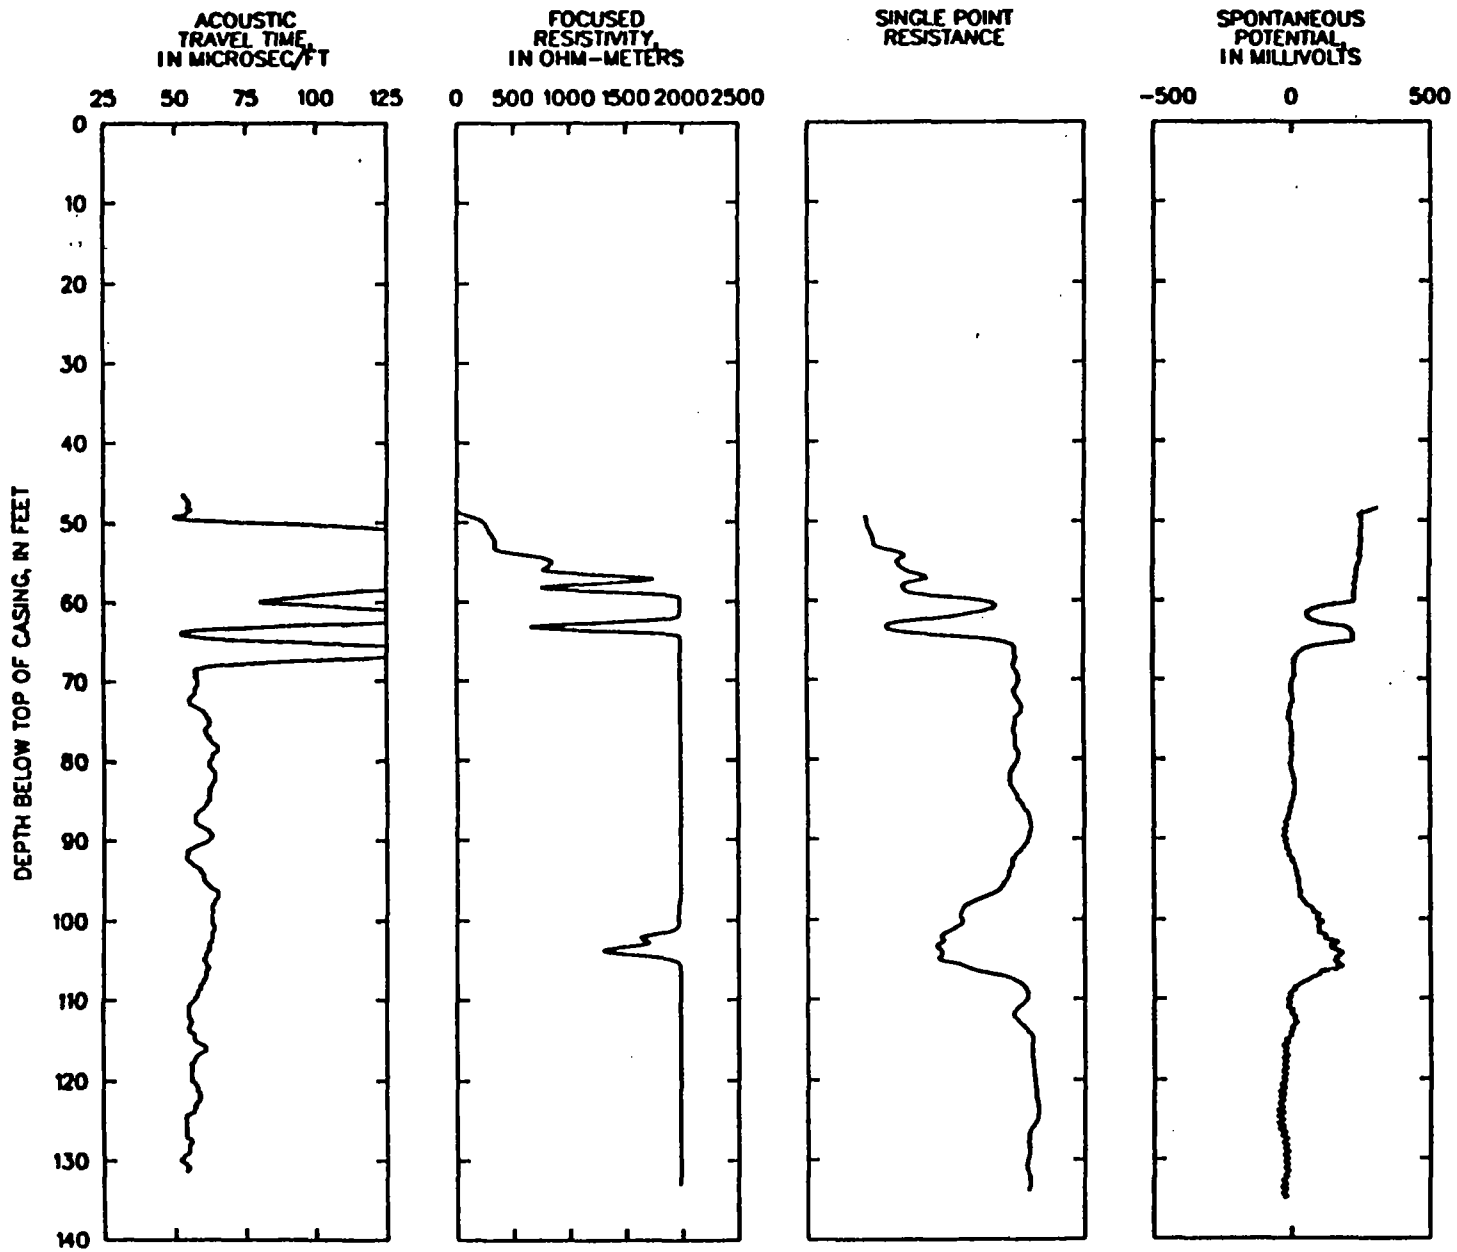 ACOUSTIC
TRAVEL TIME,
IN MICROSEC/FT
FOCUSED
RESISTIVITY,
IN OHM-METERS
SINGLE POINT
RESISTANCE
SPONTANEOUS
POTENTIAL,
IN MILLIVOLTS
25 50 75 100 125
0 500 1000 1500 2000 2500
-500 0 500
0
10
20
30
40
50
60
70
80
90
100
110
120
130
140
DEPTH BELOW TOP OF CASING, IN FEET